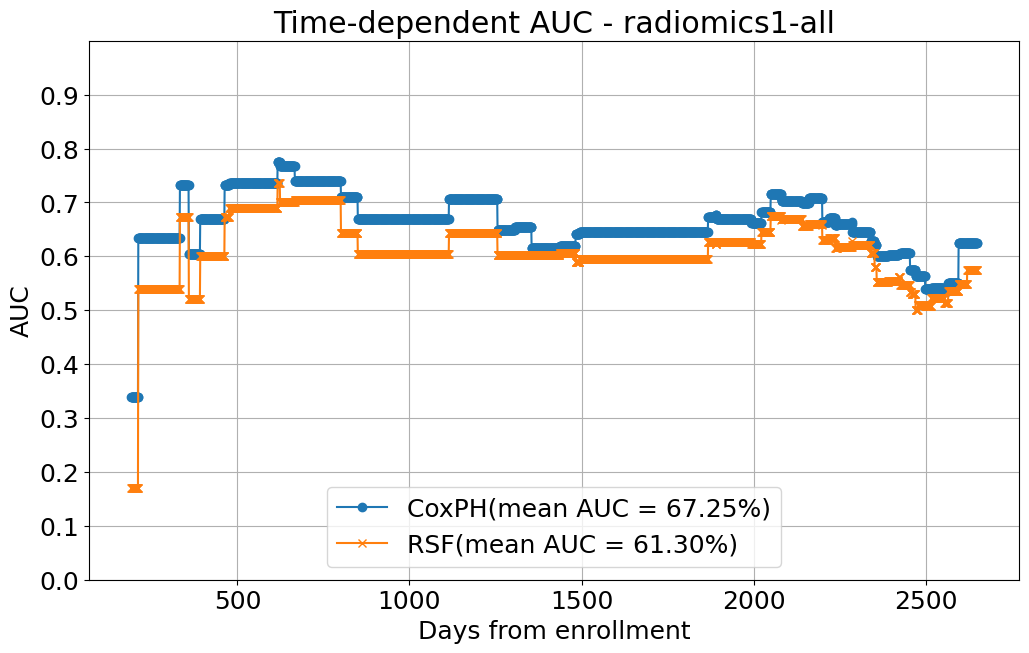 Time-dependent AUC - radiomics1-all
AUC
0.9
0.8
0.7
0.6
0.5
0.4
0.3
0.2
0.1
0.0
CoxPH(mean AUC = 67.25%)
RSF(mean AUC = 61.30%)
500 1000 1500 2000 2500
Days from enrollment